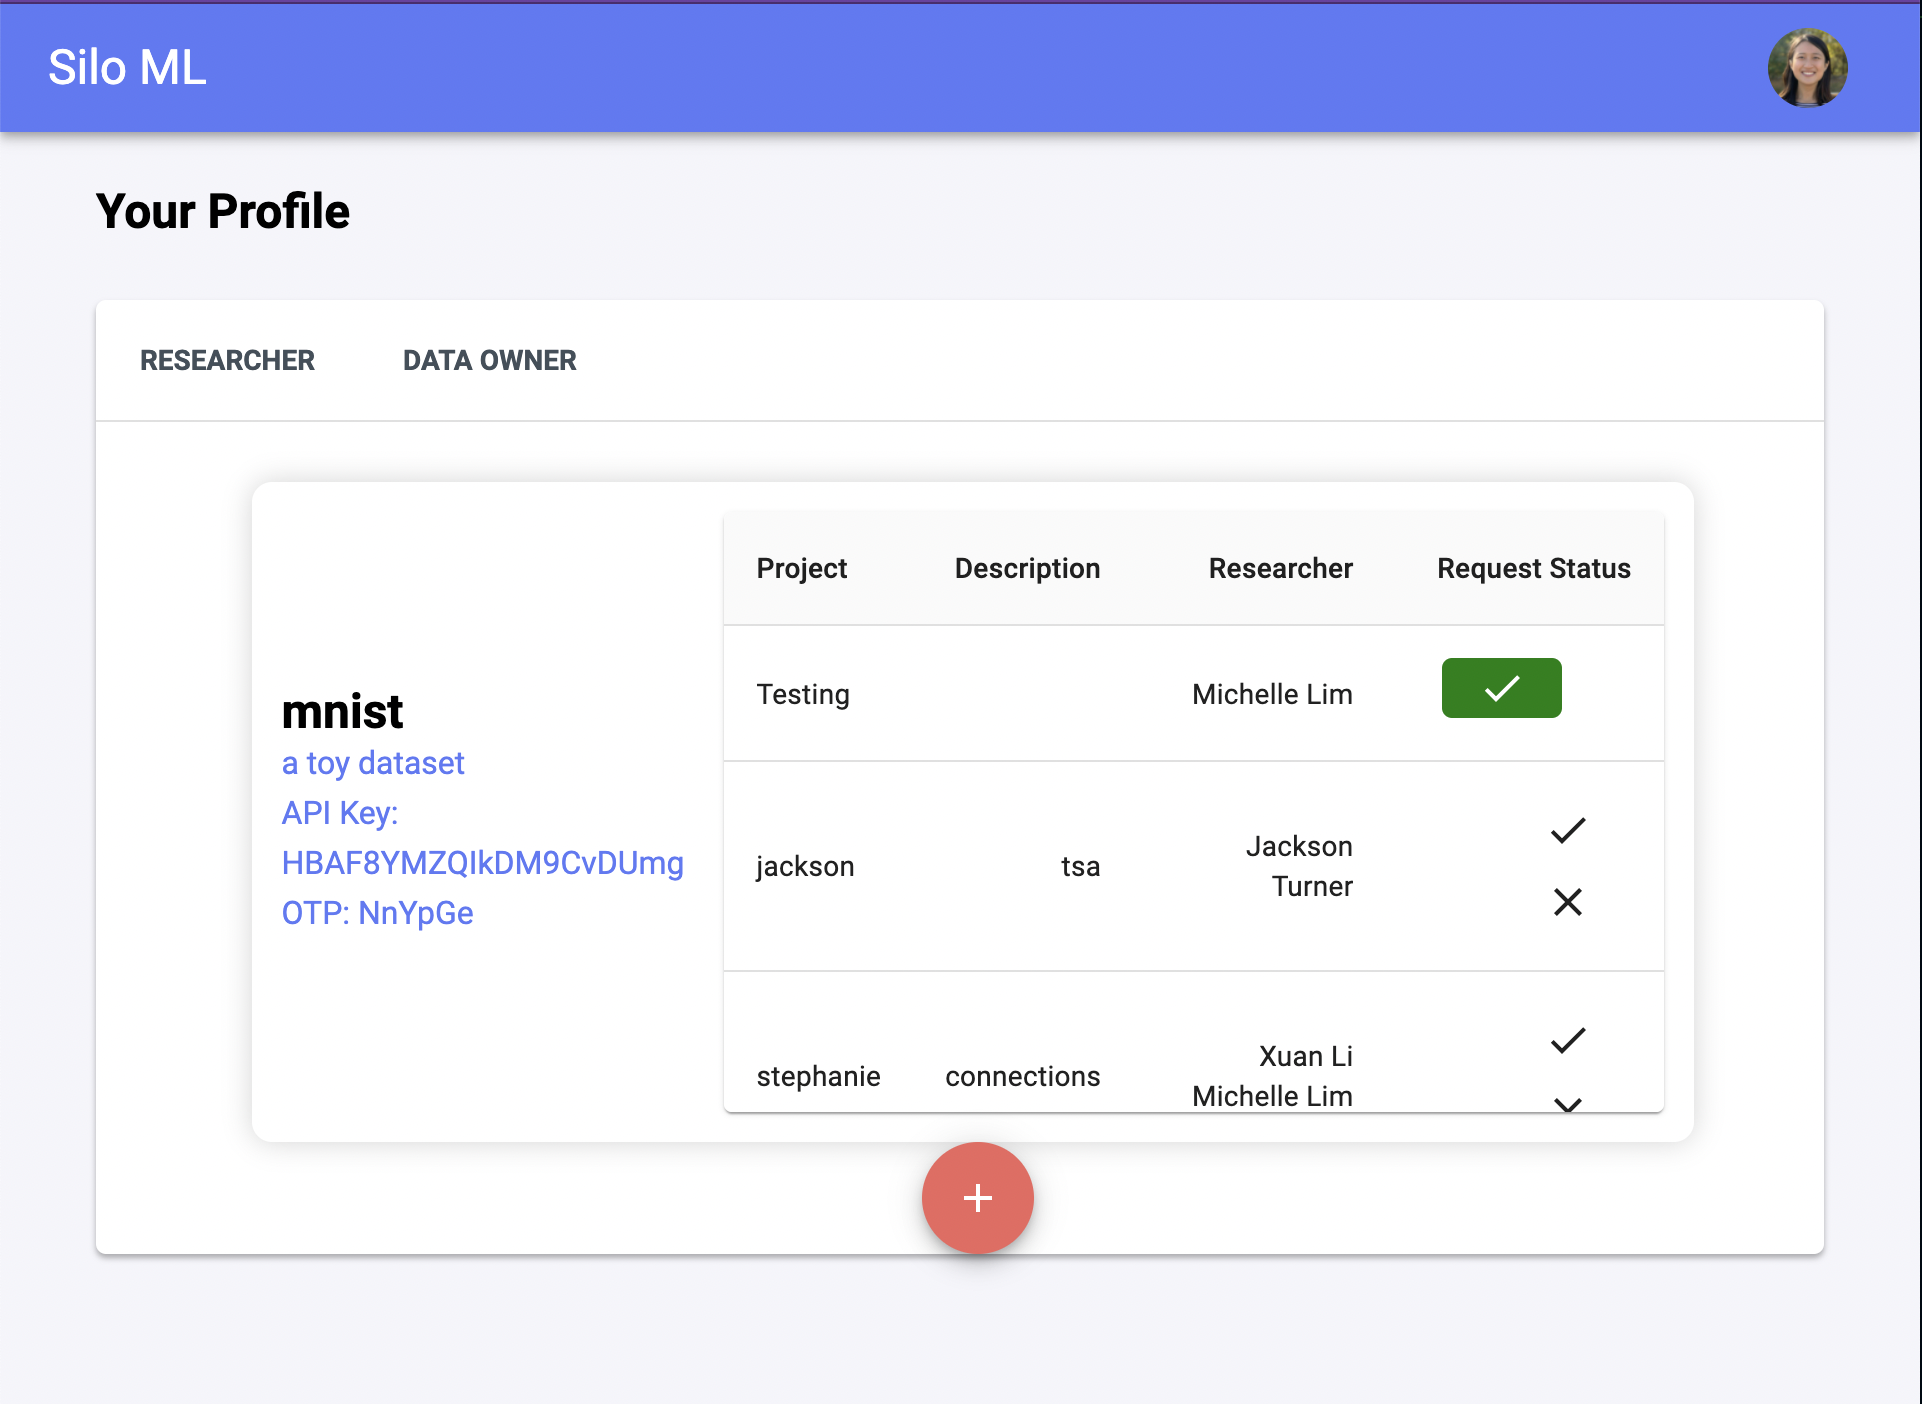 Silo ML
Your Profile
RESEARCHER DATA OWNER
mnist
a toy dataset
API Key:
HBAF8YMZQIkDM9CvDUmg
OTP: NnYpGe
Project Description Researcher Request Status
Testing Michelle Lim
jackson tsa Jackson
Turner
stephanie connections Xuan Li
Michelle Lim